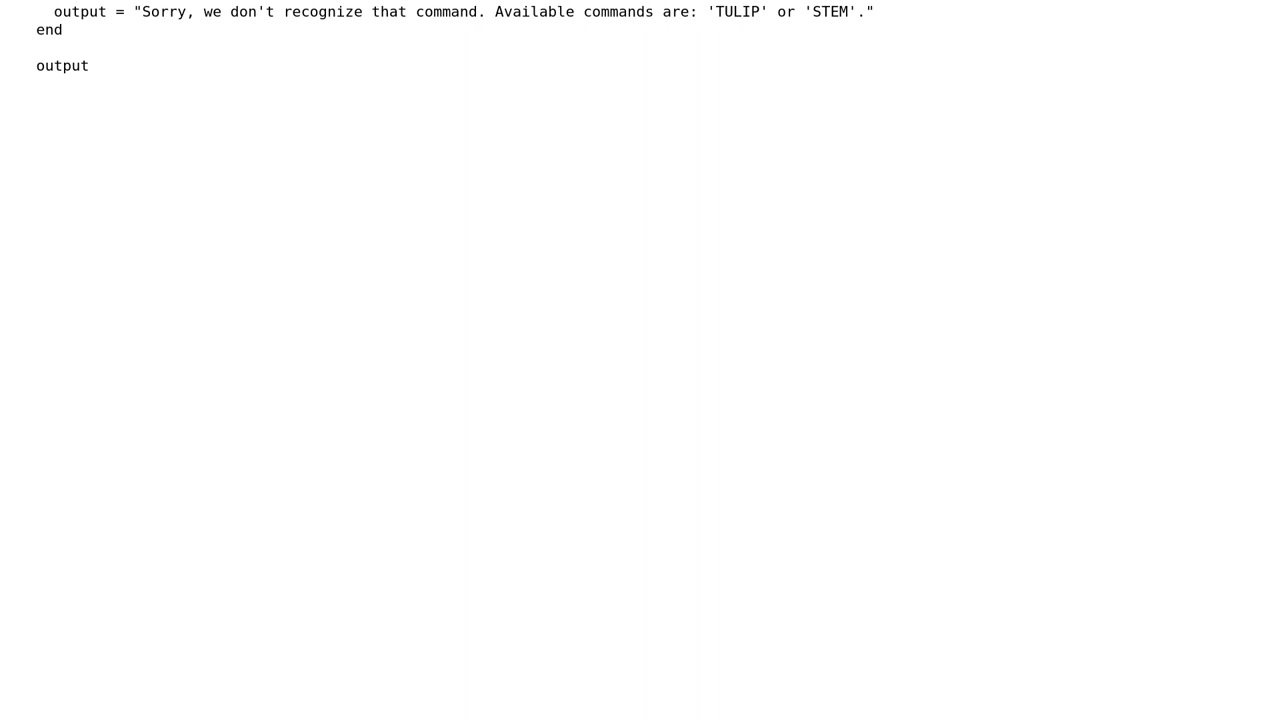 output = "Sorry, we don't recognize that command. Available commands are: 'TULIP' or 'STEM'."
end
output